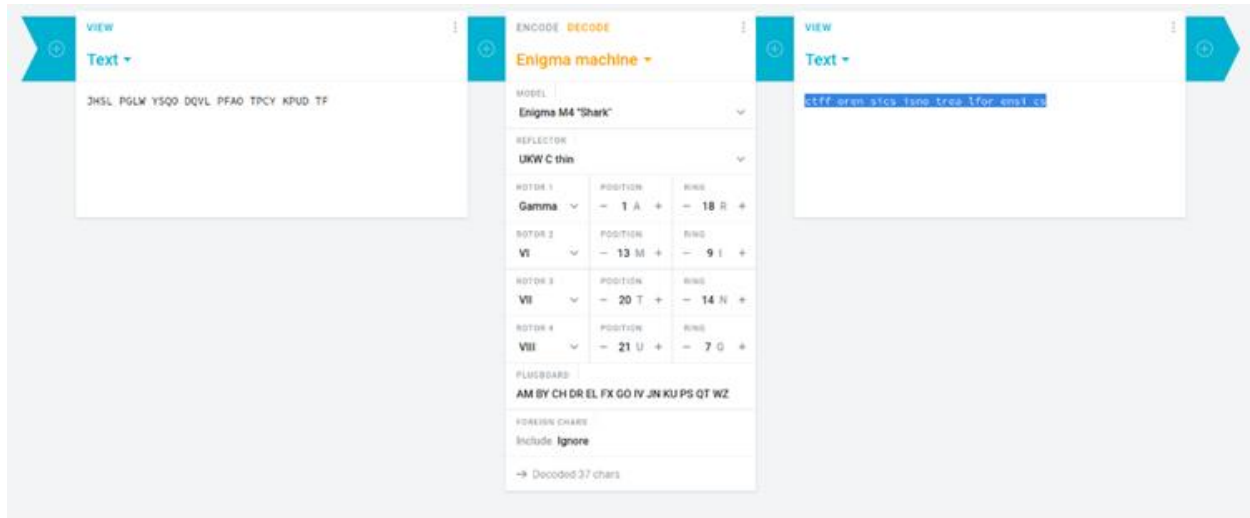 VIEW
Text
JHSL PGLW YSQO DQVL PFAO TPCY KPUD TF
ENCODE DECODE
Enigma machine
MODEL
Enigma M4 "Shark"
REFLECTOR
UKW C thin
ROTOR 1 POSITION RING
Gamma − 1 A + − 18 R +
ROTOR 2 POSITION RING
VI − 13 M + − 9 I +
ROTOR 3 POSITION RING
VII − 20 T + − 14 N +
ROTOR 4 POSITION RING
VIII − 21 U + − 7 G +
PLUGBOARD
AM BY CH DR EL FX GO IV JN KU PS QT WZ
FOREIGN CHARS
Include Ignore
→ Decoded 37 chars
VIEW
Text
ctff oren sics isno trea lfor ensi cs